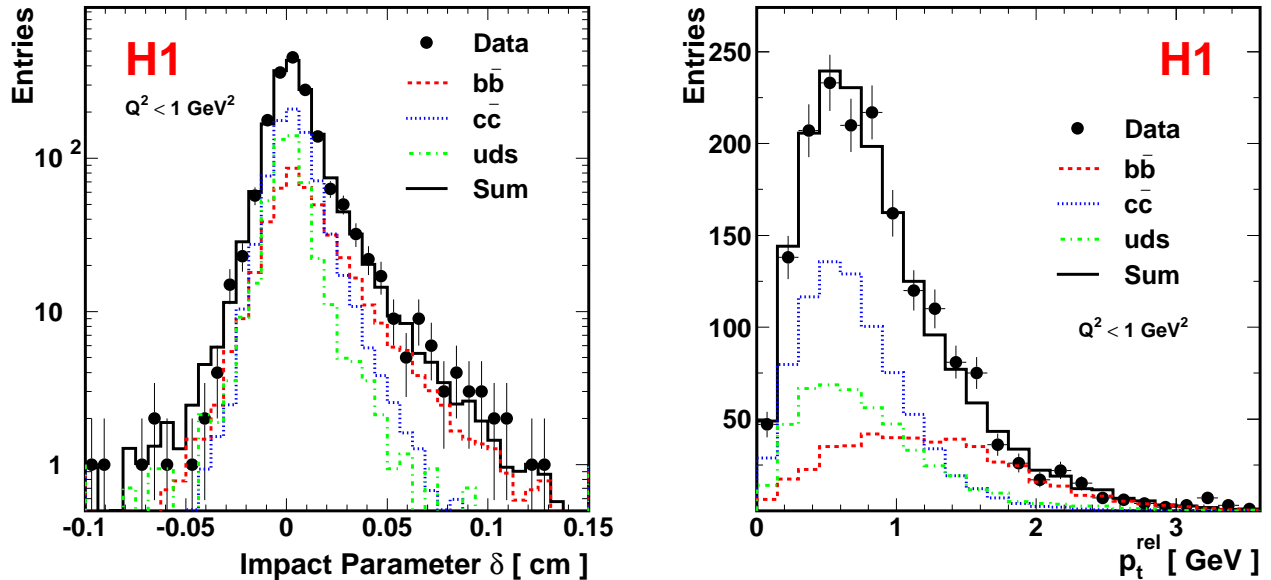 Entries
H1
Q² < 1 GeV²
Data
bb̄
cc̄
uds
Sum
10²
10
1
-0.1 -0.05 0 0.05 0.1 0.15
Impact Parameter δ [ cm ]
Entries
H1
Data
bb̄
cc̄
uds
Sum
Q² < 1 GeV²
250
200
150
100
50
0 1 2 3
p_t^rel [ GeV ]